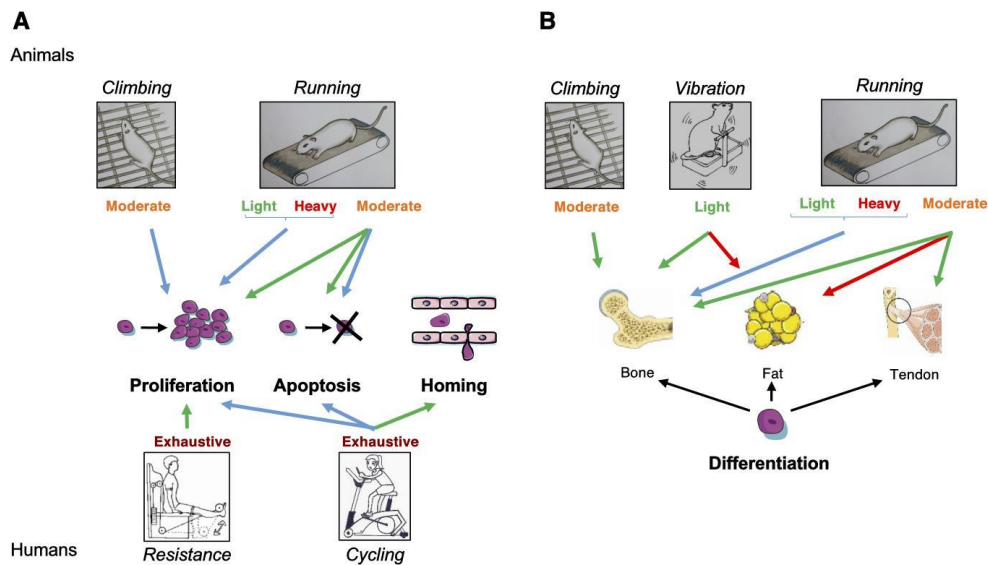 A
Animals
Climbing
Running
Moderate
Light Heavy Moderate
Proliferation Apoptosis Homing
Exhaustive
Exhaustive
Resistance
Cycling
Humans
B
Climbing
Vibration
Running
Moderate
Light
Light Heavy Moderate
Bone
Fat
Tendon
Differentiation